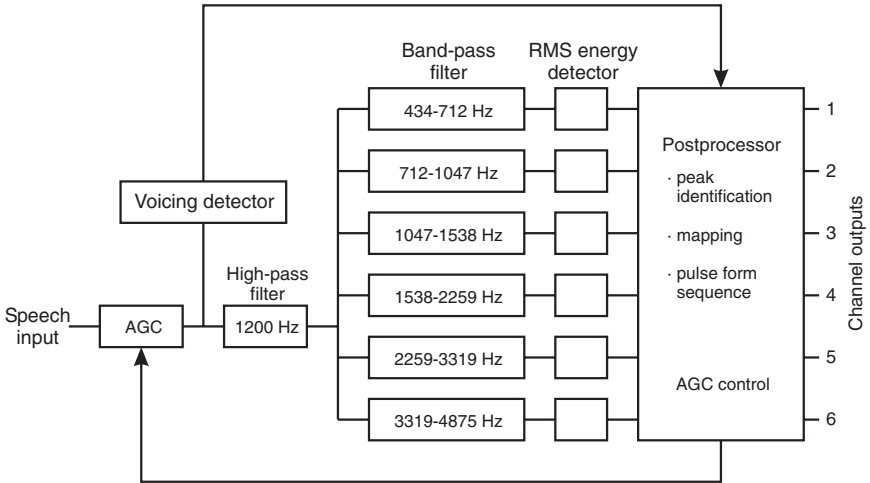 Band-pass
filter
RMS energy
detector
434-712 Hz
712-1047 Hz
1047-1538 Hz
1538-2259 Hz
2259-3319 Hz
3319-4875 Hz
Voicing detector
High-pass
filter
Speech
input
AGC
1200 Hz
Postprocessor
· peak
identification
· mapping
· pulse form
sequence
AGC control
1
2
3
4
5
6
Channel outputs